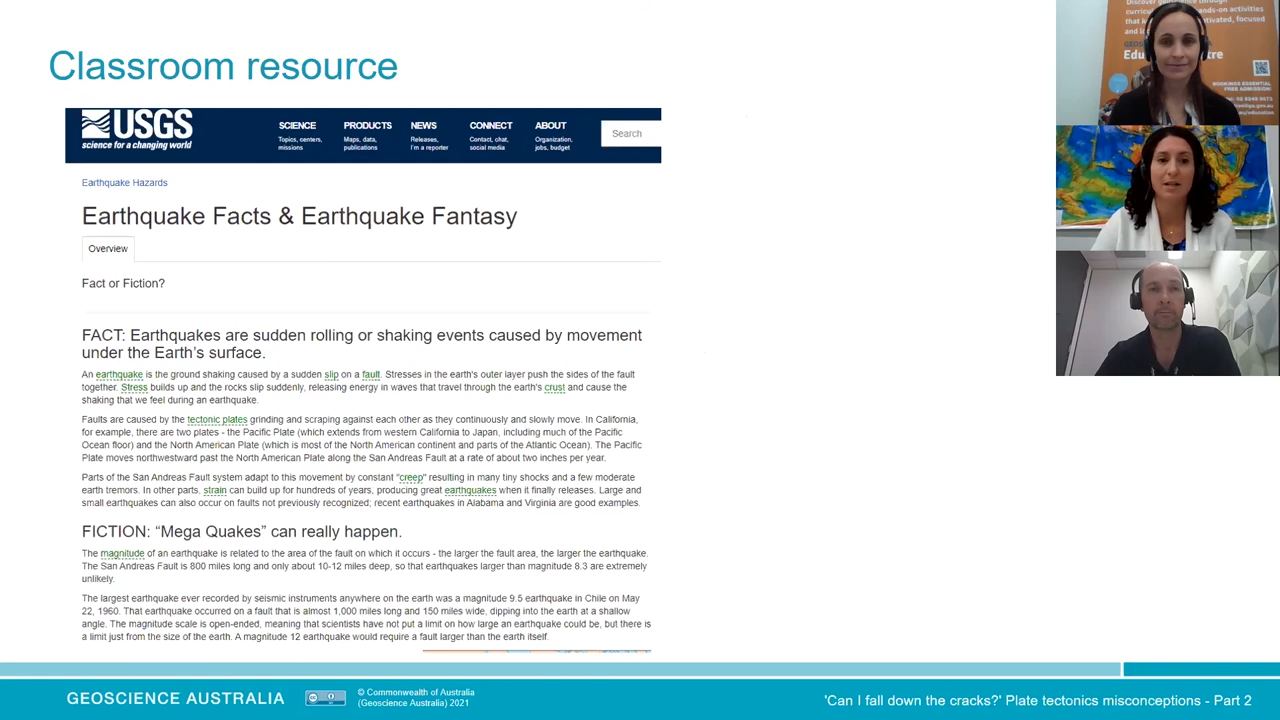 Classroom resource
USGS
science for a changing world
SCIENCE
Topics, centers,
missions
PRODUCTS
Maps, data,
publications
NEWS
Releases,
I'm a reporter
CONNECT
Contact, chat,
social media
ABOUT
Organization,
jobs, budget
Search
Earthquake Hazards
Earthquake Facts & Earthquake Fantasy
Overview
Fact or Fiction?
FACT: Earthquakes are sudden rolling or shaking events caused by movement
under the Earth's surface.
An earthquake is the ground shaking caused by a sudden slip on a fault. Stresses in the earth's outer layer push the sides of the fault
together. Stress builds up and the rocks slip suddenly, releasing energy in waves that travel through the earth's crust and cause the
shaking that we feel during an earthquake.
Faults are caused by the tectonic plates grinding and scraping against each other as they continuously and slowly move. In California,
for example, there are two plates - the Pacific Plate (which extends from western California to Japan, including much of the Pacific
Ocean floor) and the North American Plate (which is most of the North American continent and parts of the Atlantic Ocean). The Pacific
Plate moves northwestward past the North American Plate along the San Andreas Fault at a rate of about two inches per year.
Parts of the San Andreas Fault system adapt to this movement by constant "creep" resulting in many tiny shocks and a few moderate
earth tremors. In other parts, strain can build up for hundreds of years, producing great earthquakes when it finally releases. Large and
small earthquakes can also occur on faults not previously recognized; recent earthquakes in Alabama and Virginia are good examples.
FICTION: "Mega Quakes" can really happen.
The magnitude of an earthquake is related to the area of the fault on which it occurs - the larger the fault area, the larger the earthquake.
The San Andreas Fault is 800 miles long and only about 10-12 miles deep, so that earthquakes larger than magnitude 8.3 are extremely
unlikely.
The largest earthquake ever recorded by seismic instruments anywhere on the earth was a magnitude 9.5 earthquake in Chile on May
22, 1960. That earthquake occurred on a fault that is almost 1,000 miles long and 150 miles wide, dipping into the earth at a shallow
angle. The magnitude scale is open-ended, meaning that scientists have not put a limit on how large an earthquake could be, but there is
a limit just from the size of the earth. A magnitude 12 earthquake would require a fault larger than the earth itself.
GEOSCIENCE AUSTRALIA
© Commonwealth of Australia
(Geoscience Australia) 2021
'Can I fall down the cracks?' Plate tectonics misconceptions - Part 2
BOOKINGS ESSENTIAL
FREE ADMISSION!